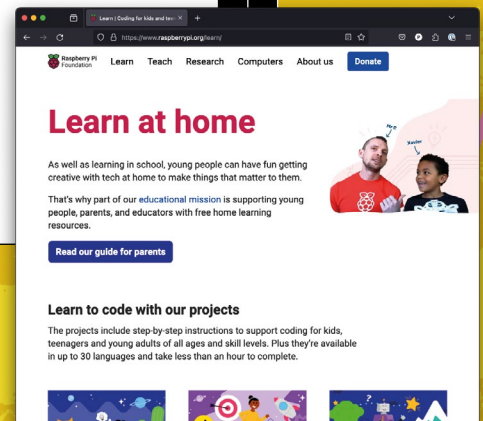 Learn | Coding for kids and teen
https://www.raspberrypi.org/learn/
Raspberry Pi
Foundation
Learn Teach Research Computers About us Donate
Learn at home
Mr C
Xavier
As well as learning in school, young people can have fun getting
creative with tech at home to make things that matter to them.
That's why part of our educational mission is supporting young
people, parents, and educators with free home learning
resources.
Read our guide for parents
Learn to code with our projects
The projects include step-by-step instructions to support coding for kids,
teenagers and young adults of all ages and skill levels. Plus they're available
in up to 30 languages and take less than an hour to complete.